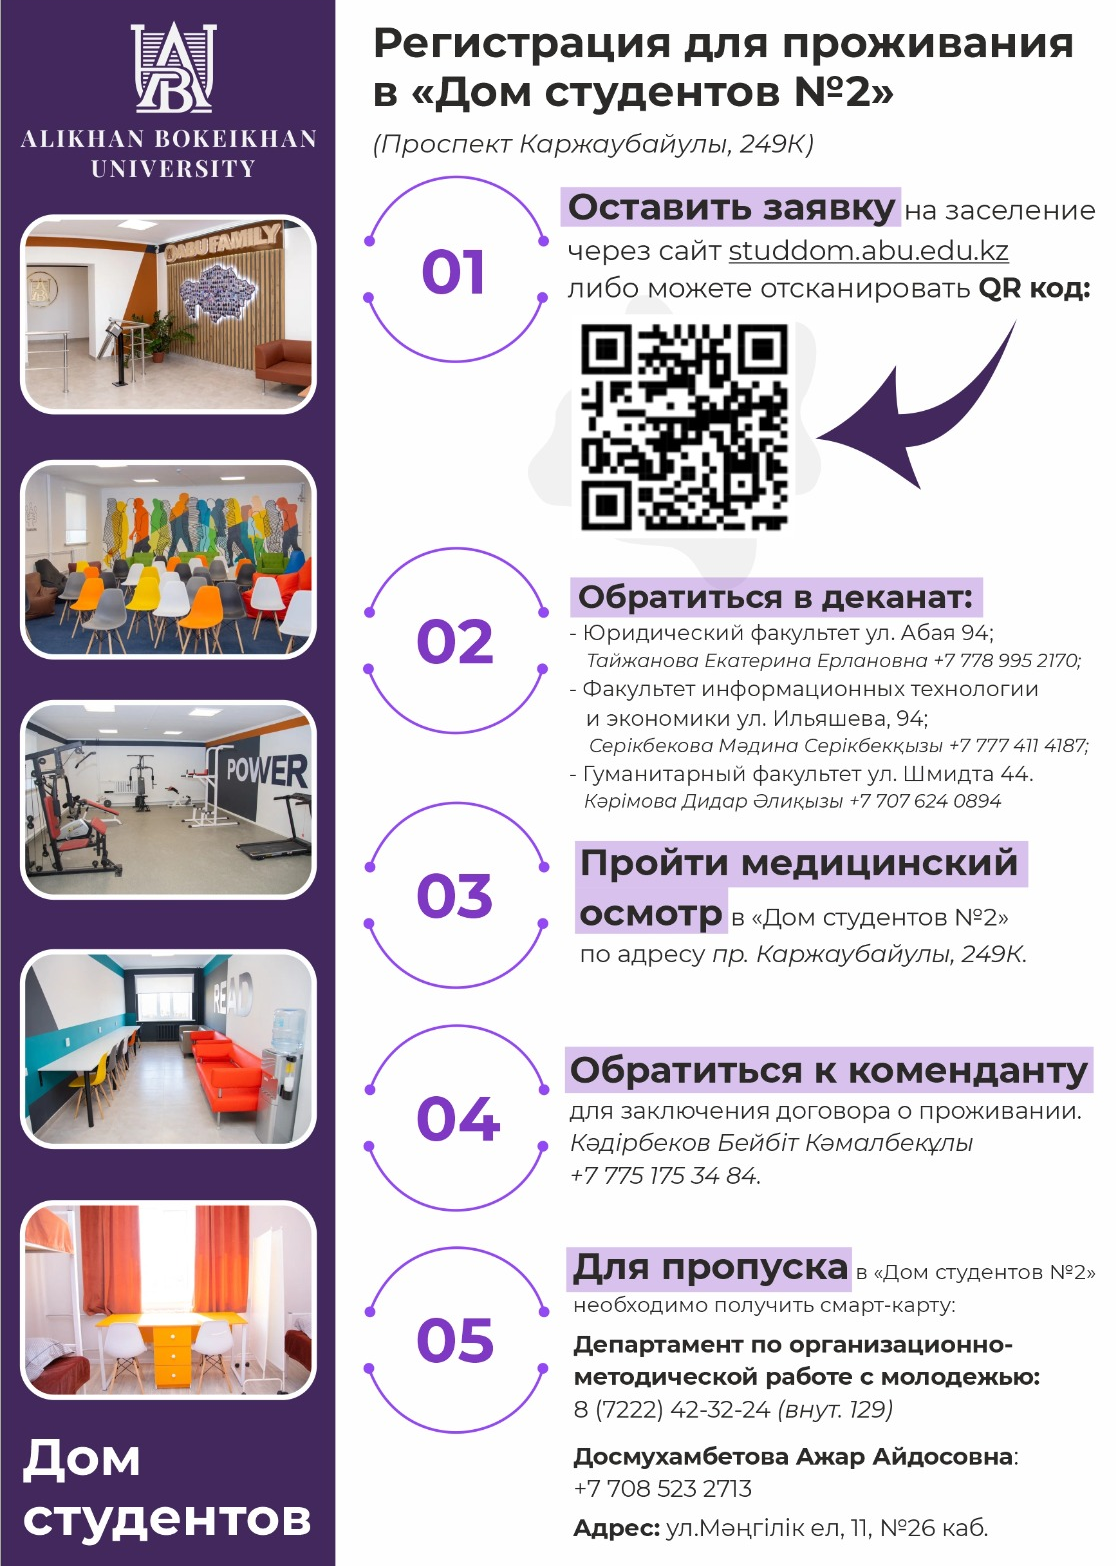 ALIKHAN BOKEIKHAN
UNIVERSITY
ABU FAMILY
POWER
READ
Дом
студентов
Регистрация для проживания
в «Дом студентов №2»
(Проспект Каржаубайулы, 249К)
01
Оставить заявку на заселение
через сайт studdom.abu.edu.kz
либо можете отсканировать QR код:
02
Обратиться в деканат:
- Юридический факультет ул. Абая 94;
Тайжанова Екатерина Ерлановна +7 778 995 2170;
- Факультет информационных технологии
и экономики ул. Ильяшева, 94;
Серікбекова Мәдина Серікбекқызы +7 777 411 4187;
- Гуманитарный факультет ул. Шмидта 44.
Кәрімова Дидар Әлиқызы +7 707 624 0894
03
Пройти медицинский
осмотр в «Дом студентов №2»
по адресу пр. Каржаубайулы, 249К.
04
Обратиться к коменданту
для заключения договора о проживании.
Кәдірбеков Бейбіт Кәмалбекұлы
+7 775 175 34 84.
05
Для пропуска в «Дом студентов №2»
необходимо получить смарт-карту:
Департамент по организационно-
методической работе с молодежью:
8 (7222) 42-32-24 (внут. 129)
Досмухамбетова Ажар Айдосовна:
+7 708 523 2713
Адрес: ул.Мәңгілік ел, 11, №26 каб.